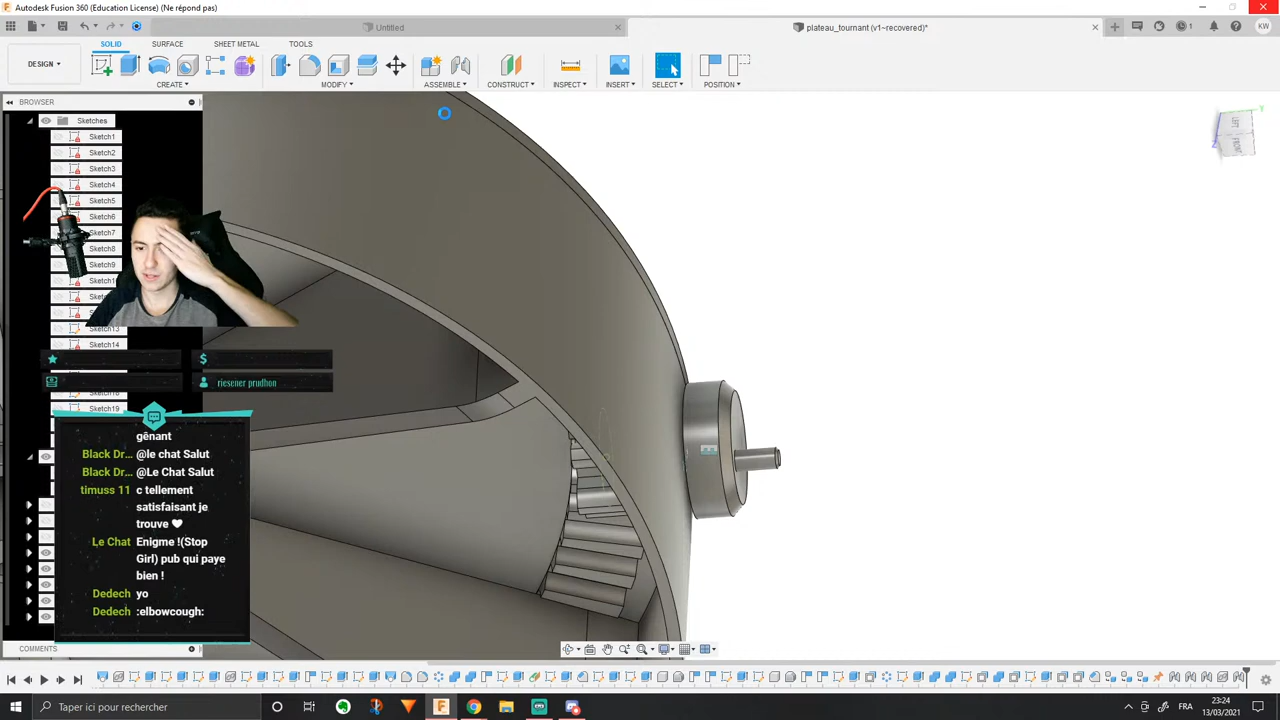 Autodesk Fusion 360 (Education License) (Ne répond pas)
Untitled
plateau_tournant (v1~recovered)*
1
KW
SOLID
SURFACE
SHEET METAL
TOOLS
DESIGN
CREATE
MODIFY
ASSEMBLE
CONSTRUCT
INSPECT
INSERT
SELECT
POSITION
BROWSER
Sketches
Sketch1
Sketch2
Sketch3
Sketch4
Sketch5
Sketch6
Sketch7
Sketch8
Sketch9
Sketch13
Sketch14
Sketch19
$
riesener prudhon
gênant
Black Dr... @le chat Salut
Black Dr... @Le Chat Salut
timuss 11 c tellement
satisfaisant je
trouve
Le Chat Enigme !(Stop
Girl) pub qui paye
bien !
Dedech yo
Dedech :elbowcough:
COMMENTS
Taper ici pour rechercher
FRA
23:24
13/03/2021